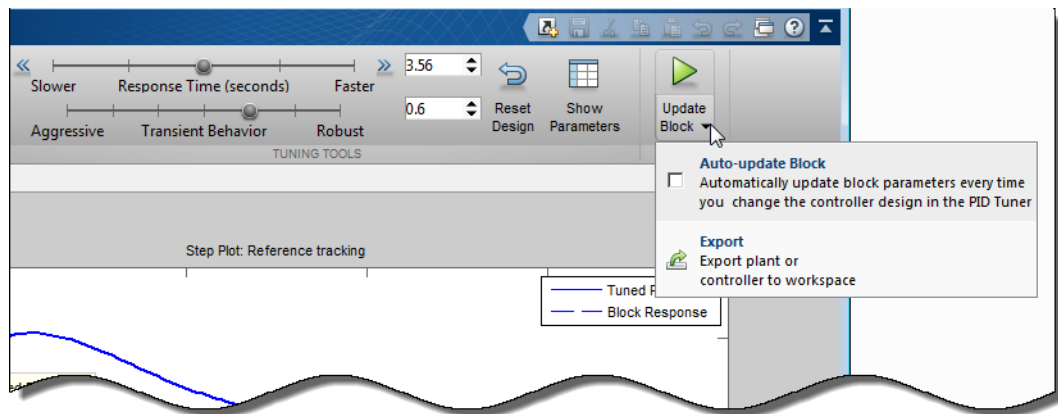 3.56
Slower Response Time (seconds) Faster
0.6
Aggressive Transient Behavior Robust
Reset
Design
Show
Parameters
Update
Block
TUNING TOOLS
Auto-update Block
Automatically update block parameters every time
you change the controller design in the PID Tuner
Export
Export plant or
controller to workspace
Step Plot: Reference tracking
Tuned
Block Response